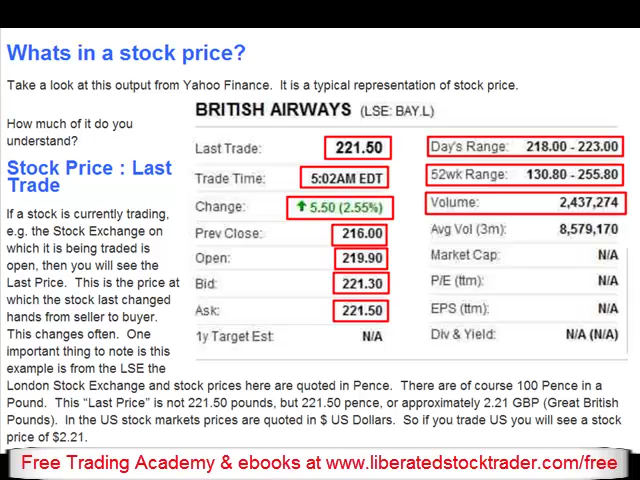 Whats in a stock price?
Take a look at this output from Yahoo Finance. It is a typical representation of stock price.
How much of it do you
understand?
Stock Price : Last
Trade
If a stock is currently trading,
e.g. the Stock Exchange on
which it is being traded is
open, then you will see the
Last Price. This is the price at
which the stock last changed
hands from seller to buyer.
This changes often. One
important thing to note is this
example is from the LSE the
London Stock Exchange and stock prices here are quoted in Pence. There are of course 100 Pence in a
Pound. This “Last Price” is not 221.50 pounds, but 221.50 pence, or approximately 2.21 GBP (Great British
Pounds). In the US stock markets prices are quoted in $ US Dollars. So if you trade US you will see a stock
price of $2.21.
BRITISH AIRWAYS (LSE: BAY.L)
Last Trade: 221.50
Trade Time: 5:02AM EDT
Change: 5.50 (2.55%)
Prev Close: 216.00
Open: 219.90
Bid: 221.30
Ask: 221.50
1y Target Est: N/A
Day's Range: 218.00 - 223.00
52wk Range: 130.80 - 255.80
Volume: 2,437,274
Avg Vol (3m): 8,579,170
Market Cap: N/A
P/E (ttm): N/A
EPS (ttm): N/A
Div & Yield: N/A (N/A)
Free Trading Academy & ebooks at www.liberatedstocktrader.com/free